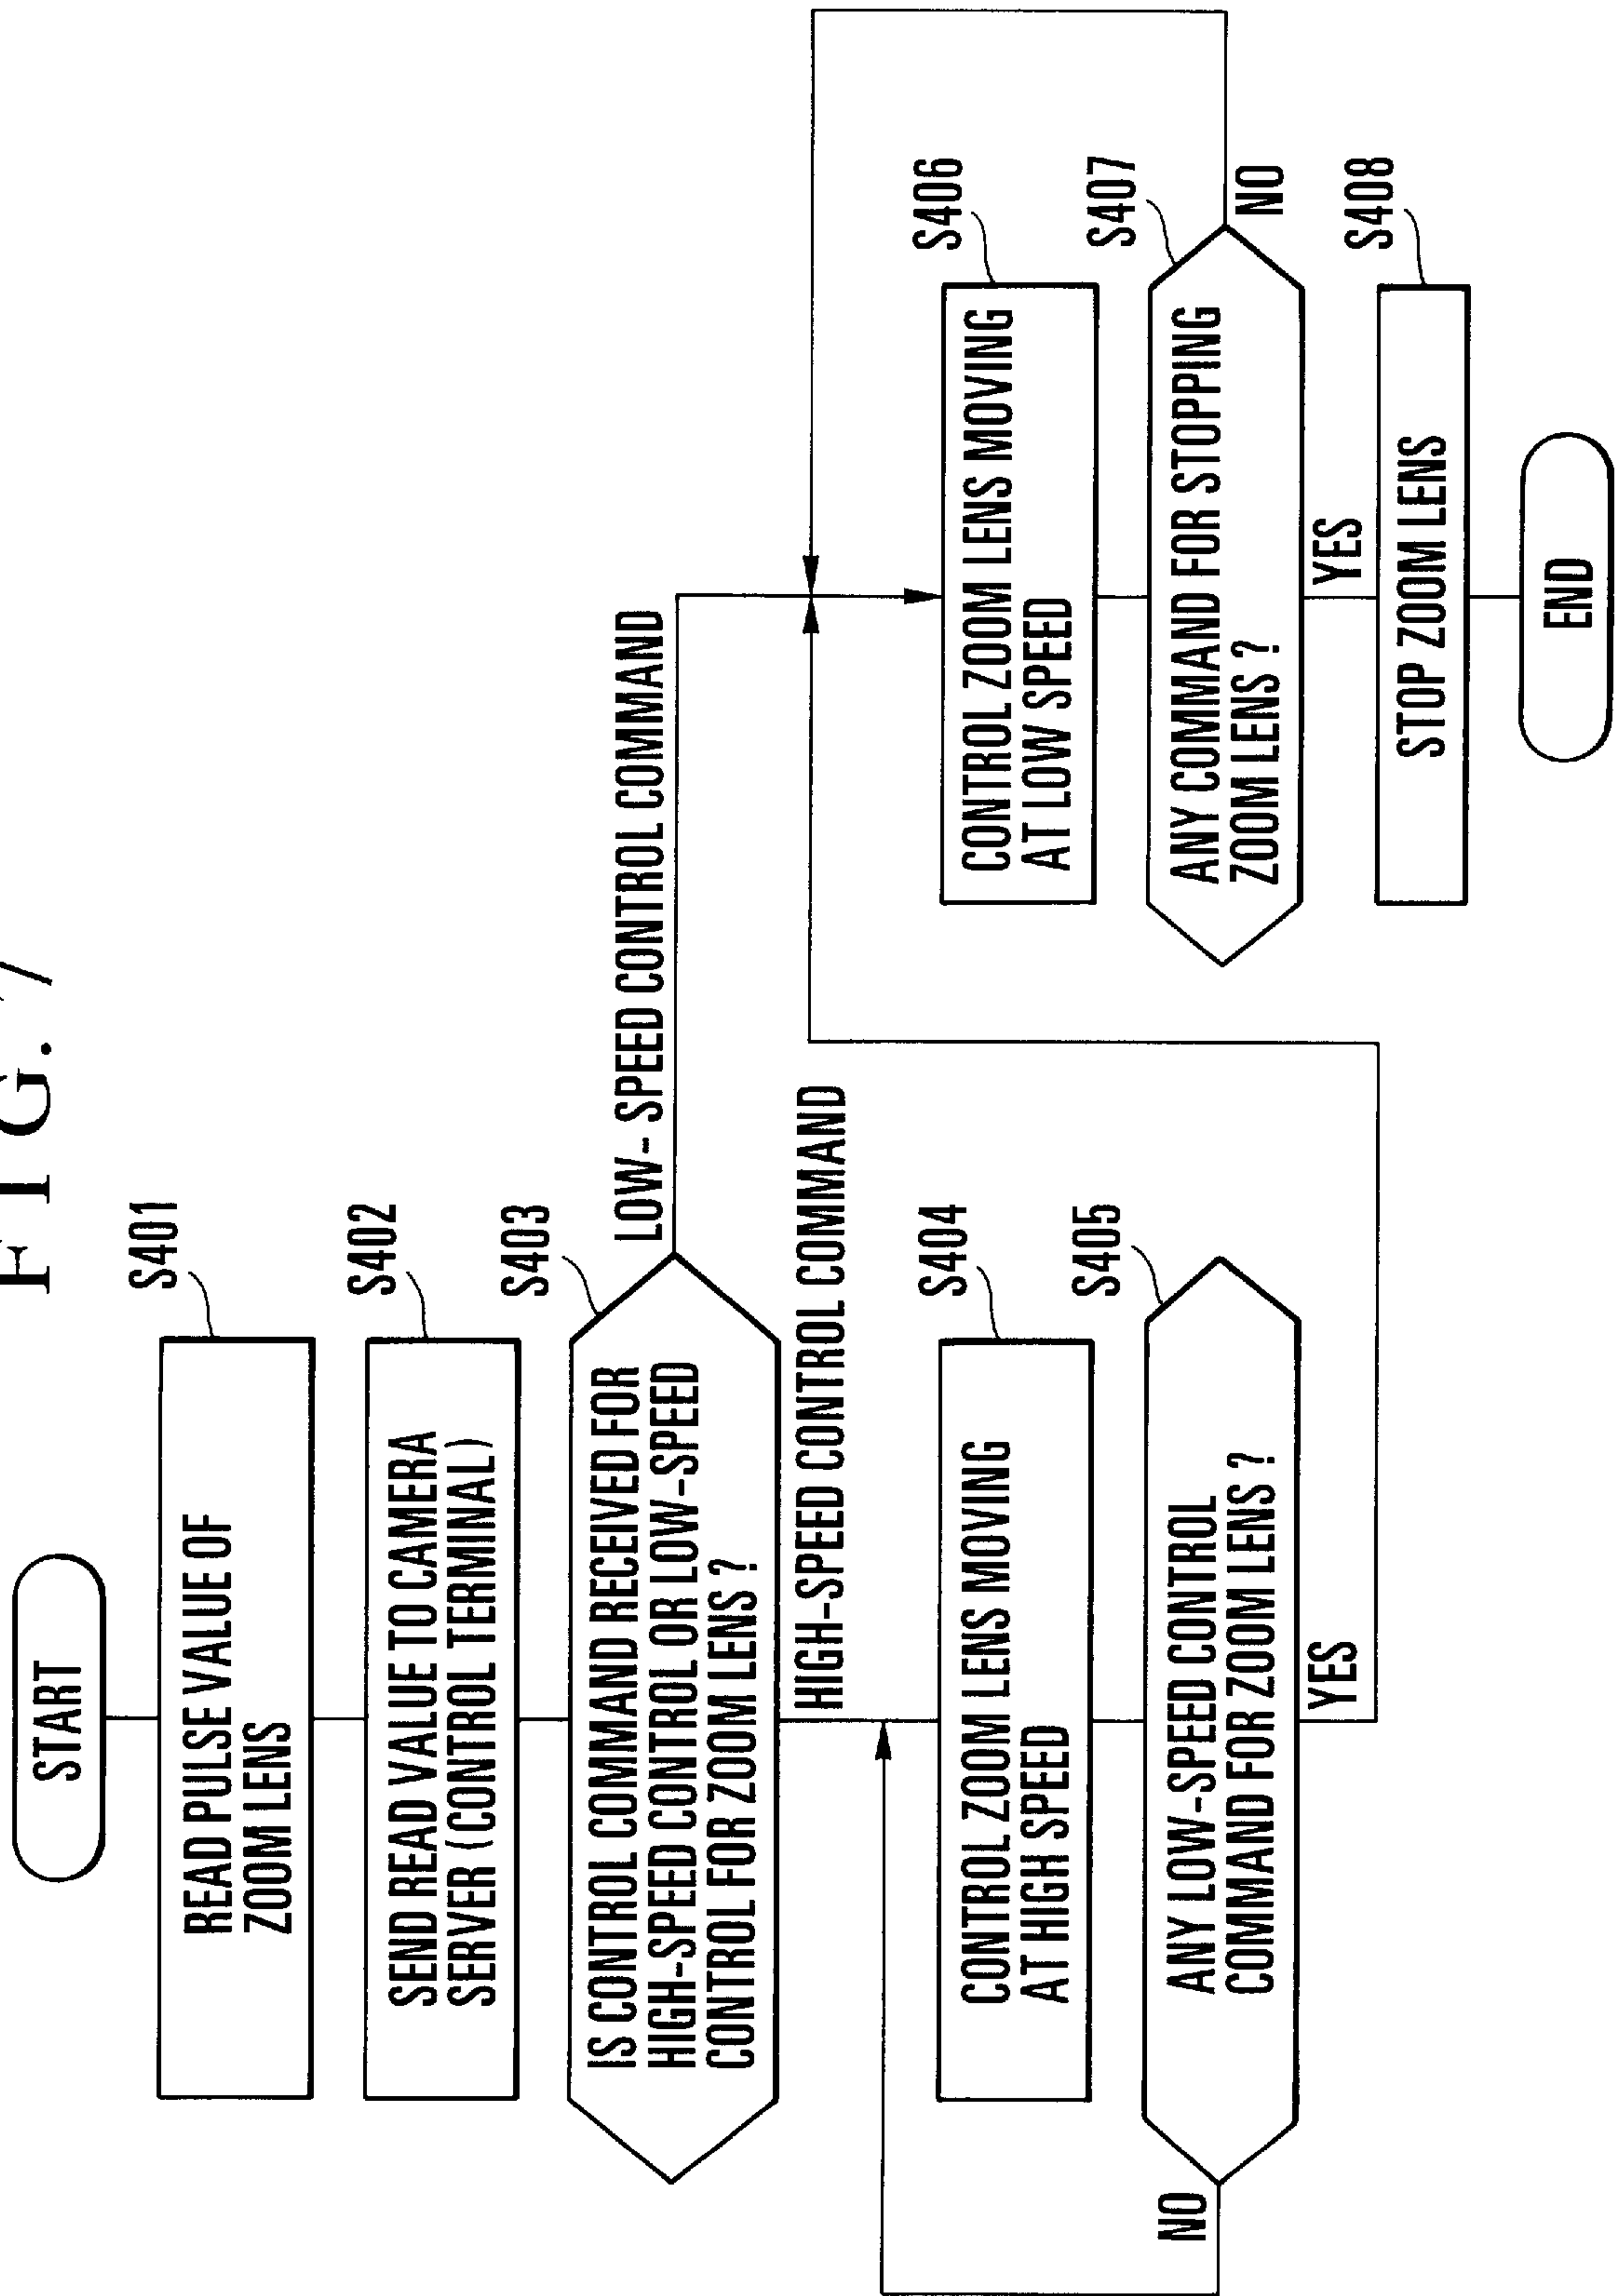 FIG. 7
START
S401
READ PULSE VALUE OF
ZOOM LENS
S402
SEND READ VALUE TO CAMERA
SERVER (CONTROL TERMINAL)
S403
IS CONTROL COMMAND RECEIVED FOR
HIGH-SPEED CONTROL OR LOW-SPEED
CONTROL FOR ZOOM LENS ?
LOW-SPEED CONTROL COMMAND
HIGH-SPEED CONTROL COMMAND
S404
CONTROL ZOOM LENS MOVING
AT HIGH SPEED
S405
ANY LOW-SPEED CONTROL
COMMAND FOR ZOOM LENS ?
NO
YES
S406
CONTROL ZOOM LENS MOVING
AT LOW SPEED
S407
ANY COMMAND FOR STOPPING
ZOOM LENS ?
NO
YES
S408
STOP ZOOM LENS
END